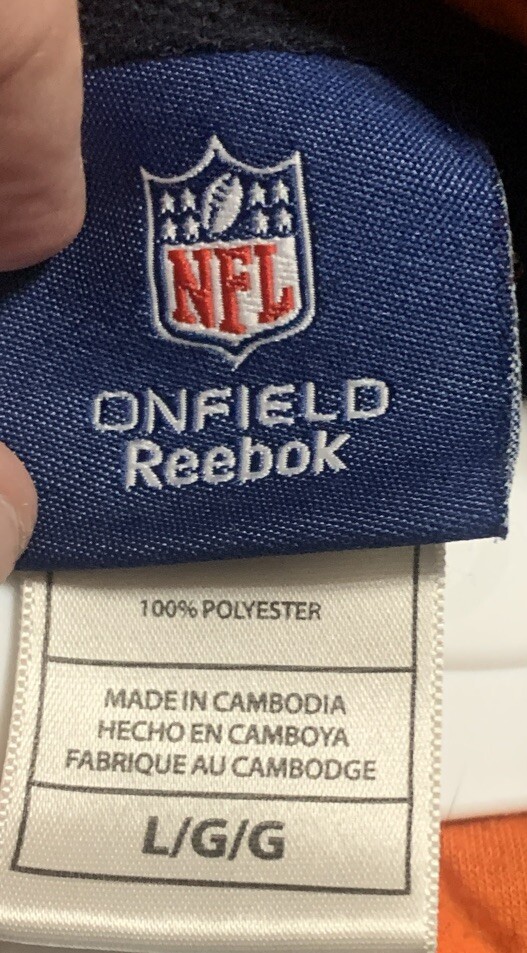 NFL
ONFIELD
Reebok
100% POLYESTER
MADE IN CAMBODIA
HECHO EN CAMBOYA
FABRIQUE AU CAMBODGE
L/G/G